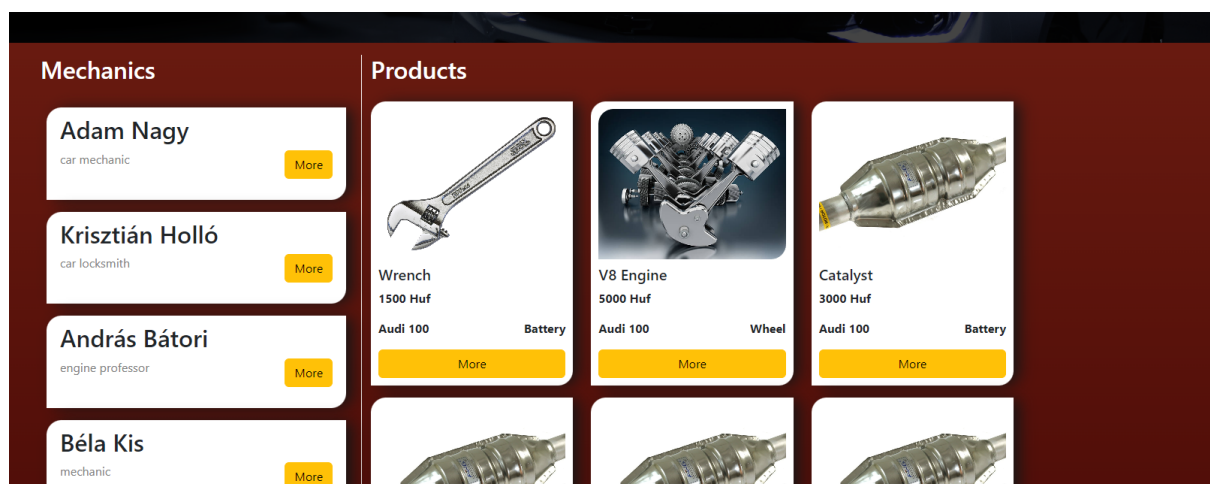 Mechanics
Adam Nagy
car mechanic
More
Krisztián Holló
car locksmith
More
András Bátori
engine professor
More
Béla Kis
mechanic
More
Products
Wrench
1500 Huf
Audi 100 Battery
More
V8 Engine
5000 Huf
Audi 100 Wheel
More
Catalyst
3000 Huf
Audi 100 Battery
More